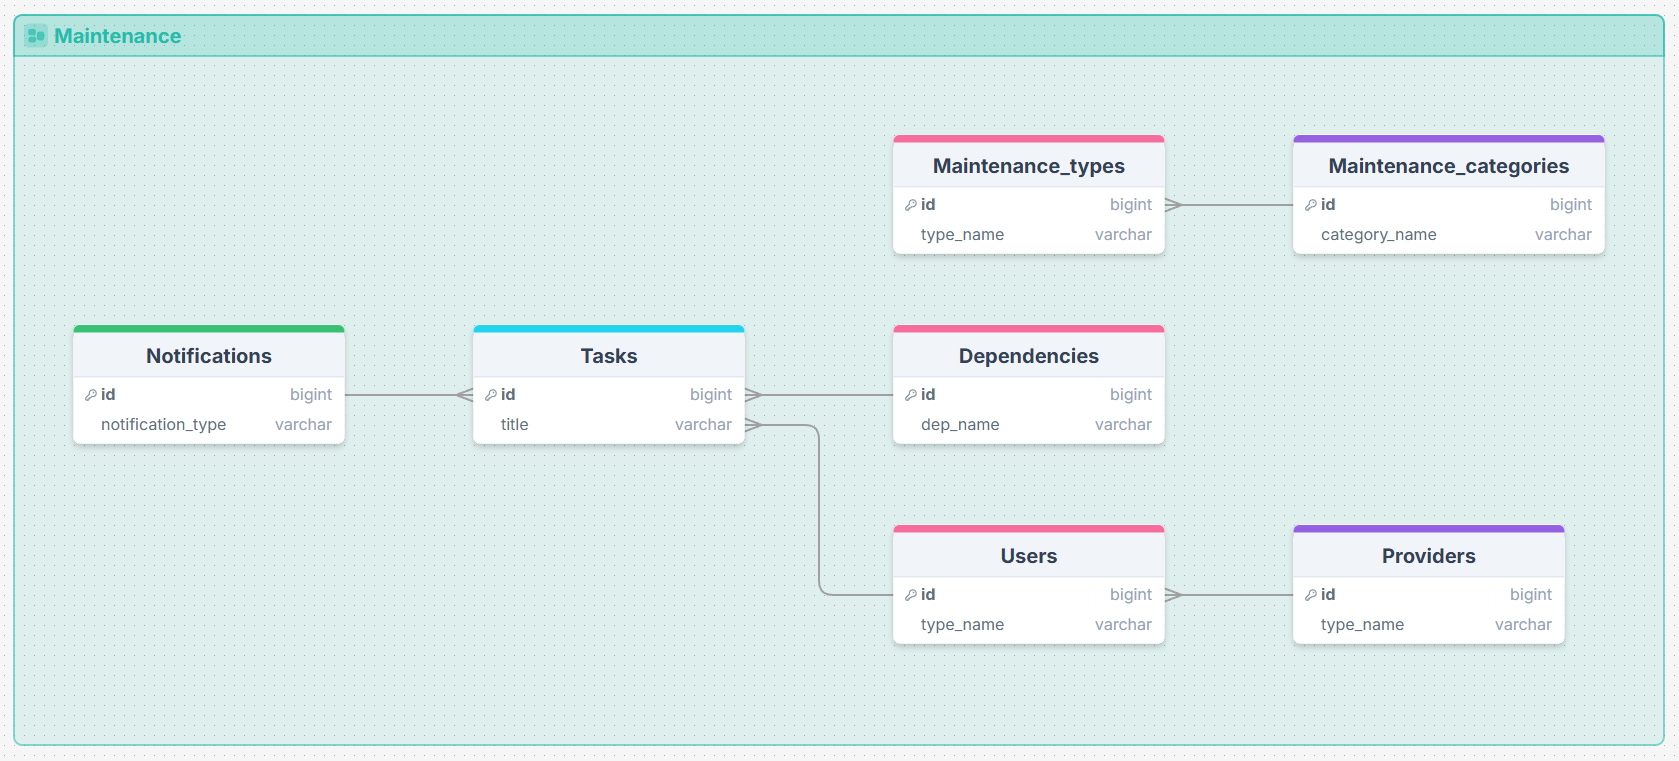 Maintenance
Maintenance_types
id bigint
type_name varchar
Maintenance_categories
id bigint
category_name varchar
Notifications
id bigint
notification_type varchar
Tasks
id bigint
title varchar
Dependencies
id bigint
dep_name varchar
Users
id bigint
type_name varchar
Providers
id bigint
type_name varchar